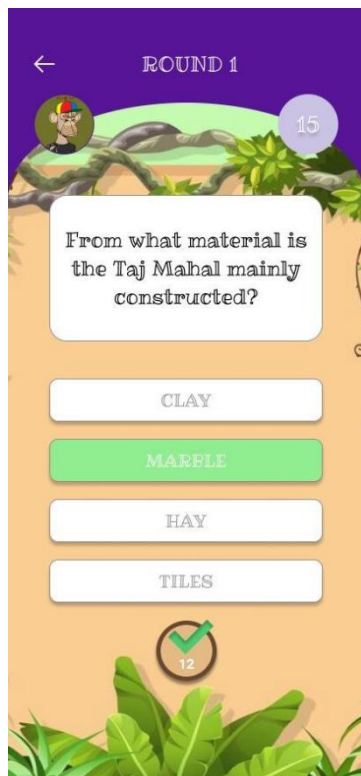 ROUND 1
15
From what material is
the Taj Mahal mainly
constructed?
CLAY
MARBLE
HAY
TILES
12